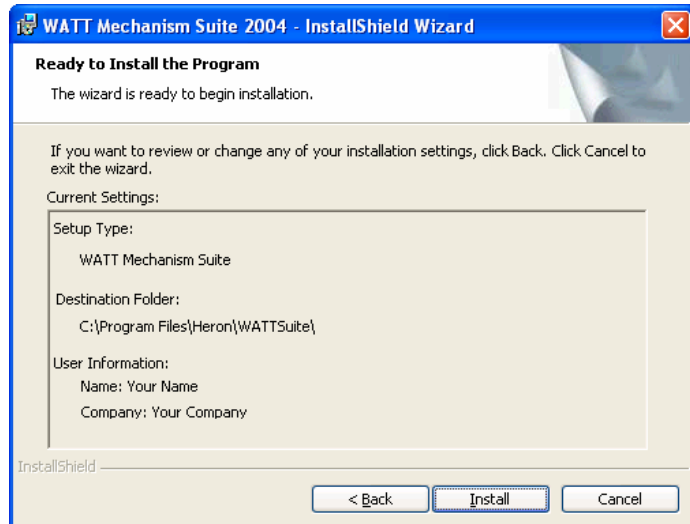 WATT Mechanism Suite 2004 - InstallShield Wizard
Ready to Install the Program
The wizard is ready to begin installation.
If you want to review or change any of your installation settings, click Back. Click Cancel to
exit the wizard.
Current Settings:
Setup Type:
WATT Mechanism Suite
Destination Folder:
C:\Program Files\Heron\WATTSuite\
User Information:
Name: Your Name
Company: Your Company
InstallShield
< Back
Install
Cancel